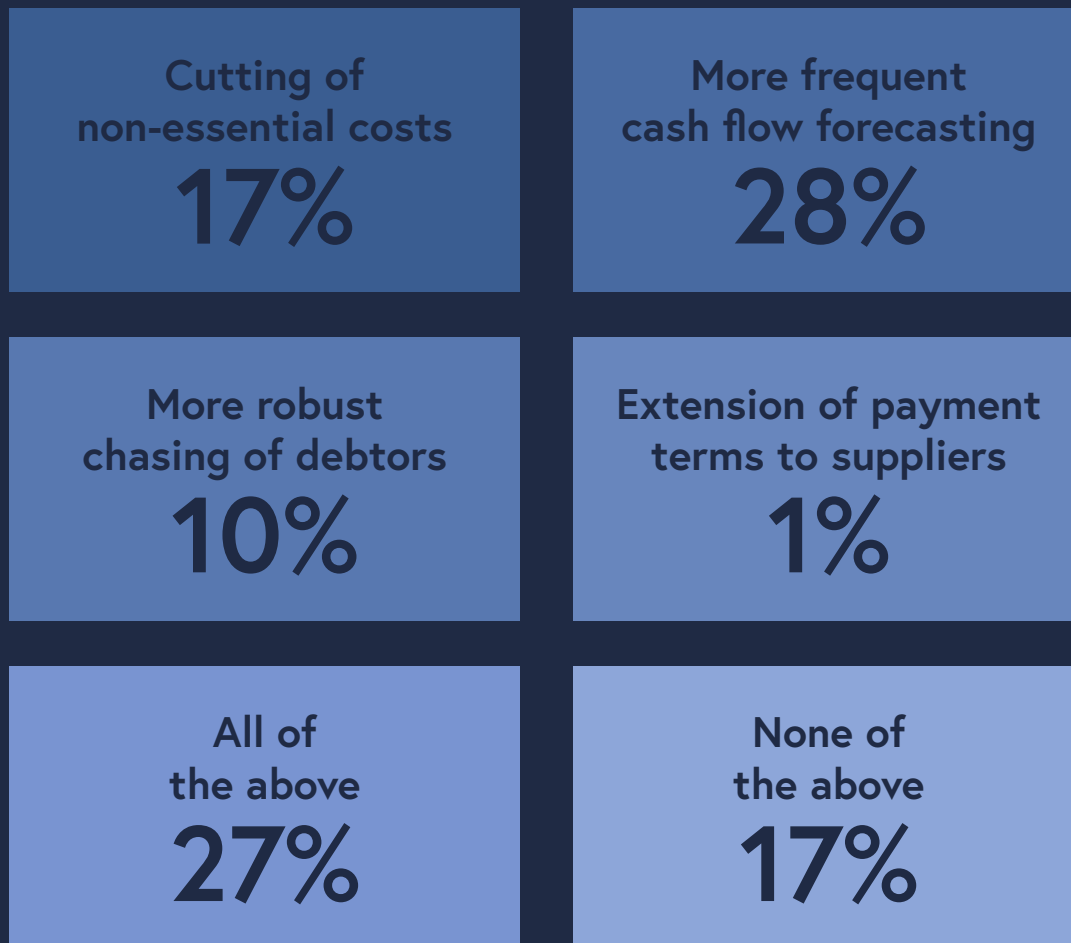 Cutting of
non-essential costs
17%
More frequent
cash flow forecasting
28%
More robust
chasing of debtors
10%
Extension of payment
terms to suppliers
1%
All of
the above
27%
None of
the above
17%